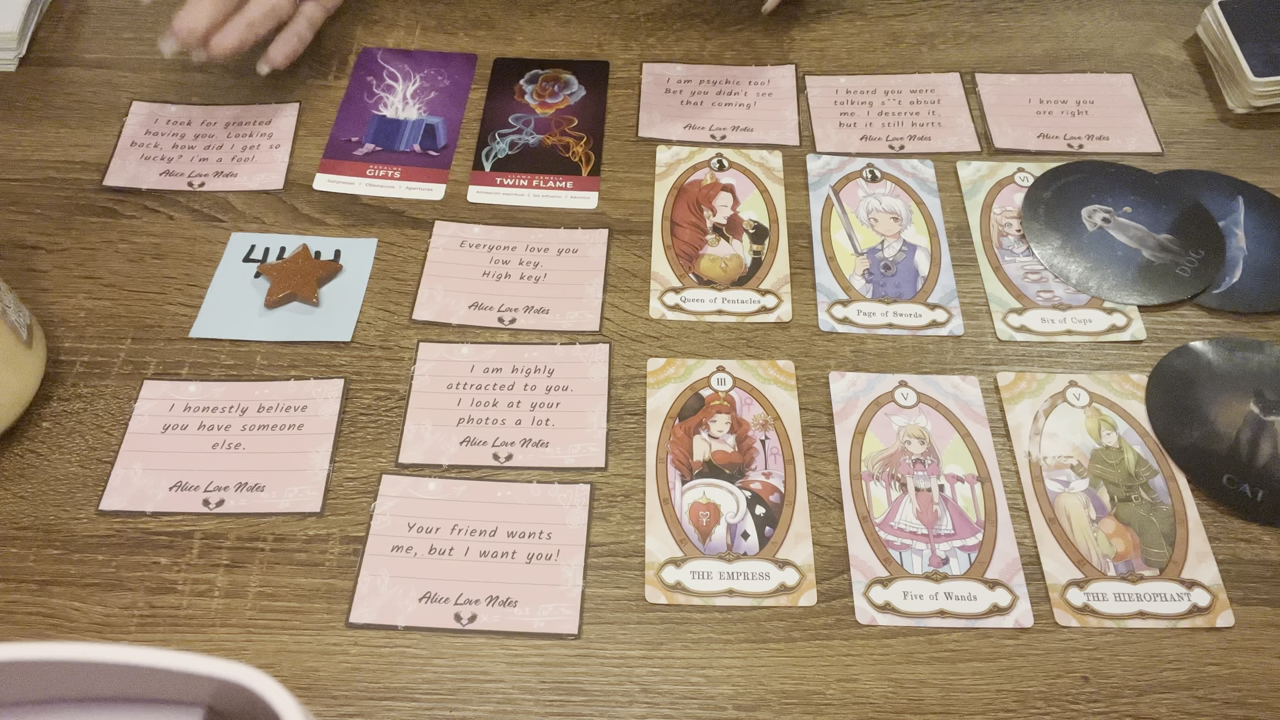 I took for granted
having you. Looking
back, how did I get so
lucky? I'm a fool.
Alice Love Notes
REGALOS
GIFTS
TWIN FLAME
I am psychic too!
Bet you didn't see
that coming!
Alice Love Notes
I heard you were
talking s**t about
me. I deserve it,
but it still hurts.
Alice Love Notes
I know you
are right.
Alice Love Notes
Queen of Pentacles
Page of Swords
VI
Six of Cups
DOG
Everyone love you
low key.
High key!
Alice Love Notes
I honestly believe
you have someone
else.
Alice Love Notes
I am highly
attracted to you.
I look at your
photos a lot.
Alice Love Notes
Your friend wants
me, but I want you!
Alice Love Notes
III
THE EMPRESS
V
Five of Wands
V
THE HIEROPHANT
CAT